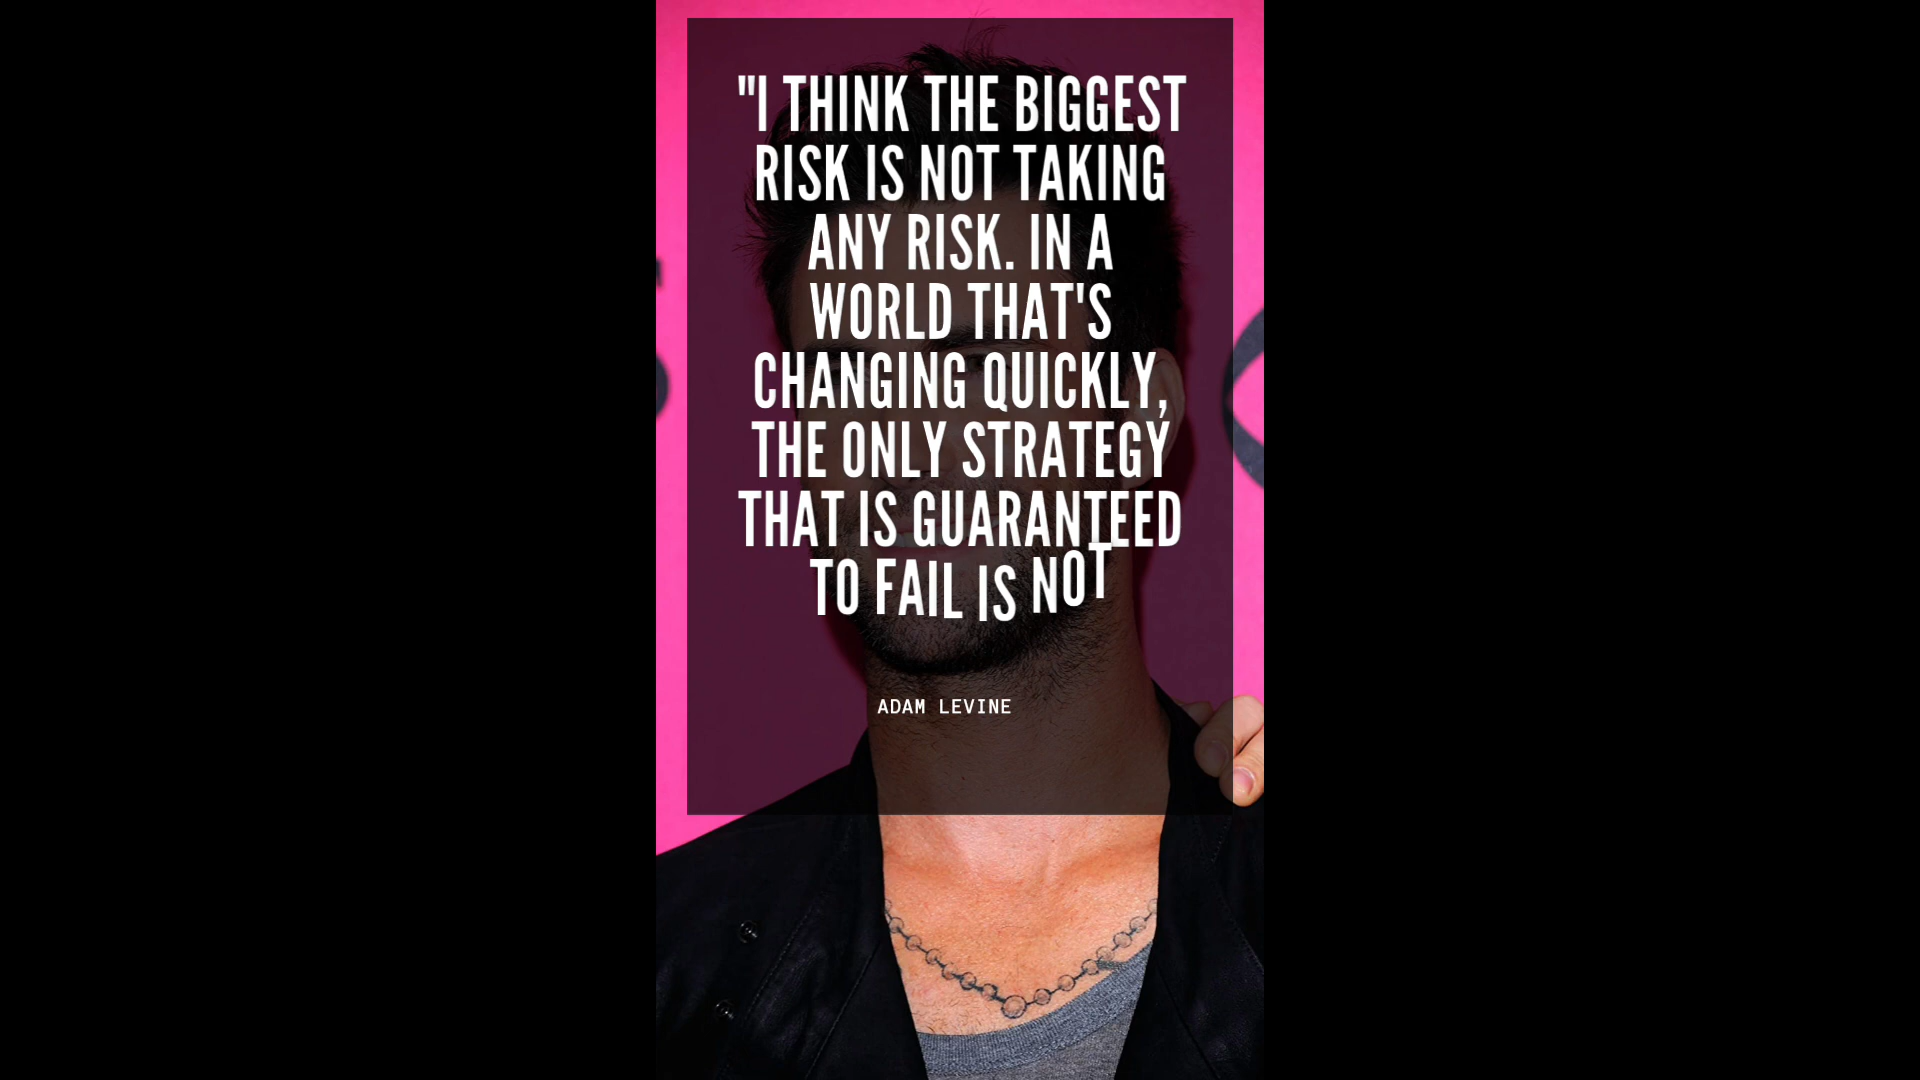 "I THINK THE BIGGEST
RISK IS NOT TAKING
ANY RISK. IN A
WORLD THAT'S
CHANGING QUICKLY,
THE ONLY STRATEGY
THAT IS GUARANTEED
TO FAIL IS NOT
ADAM LEVINE